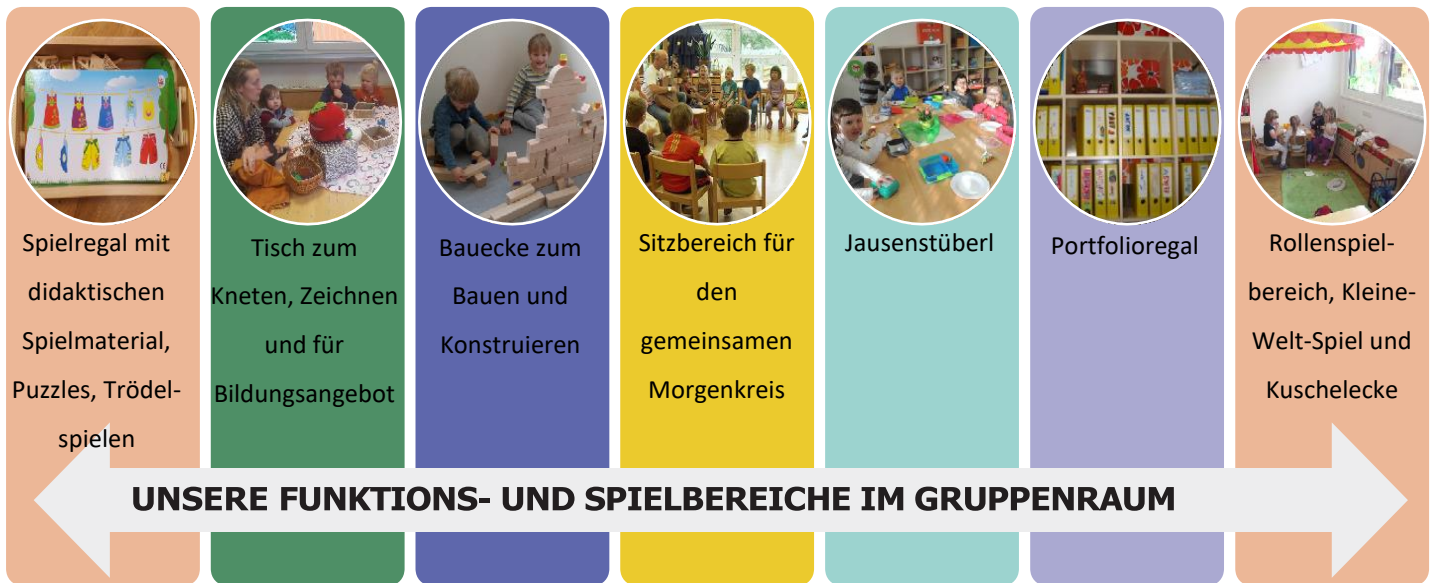 Spielregal mit
didaktischen
Spielmaterial,
Puzzles, Trödel-
spielen
Tisch zum
Kneten, Zeichnen
und für
Bildungsangebot
Bauecke zum
Bauen und
Konstruieren
Sitzbereich für
den
gemeinsamen
Morgenkreis
Jausenstüberl
Portfolioregal
Rollenspiel-
bereich, Kleine-
Welt-Spiel und
Kuschelecke
UNSERE FUNKTIONS- UND SPIELBEREICHE IM GRUPPENRAUM